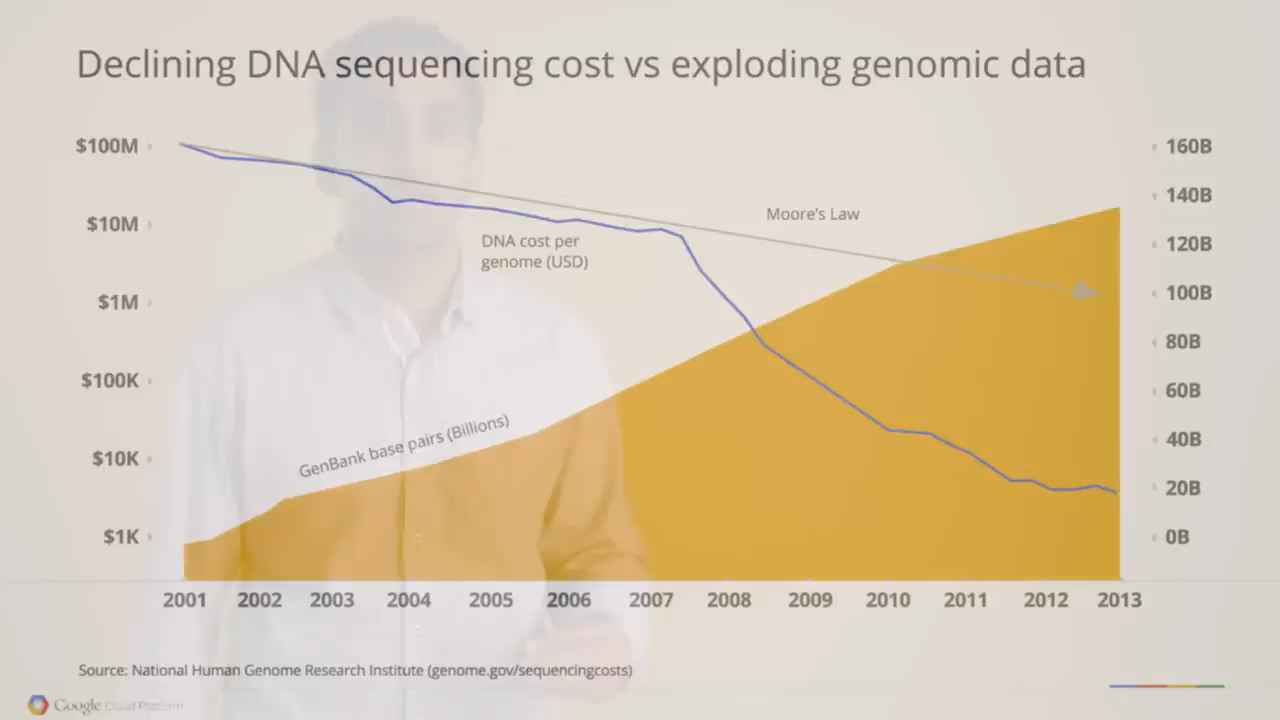 Declining DNA sequencing cost vs exploding genomic data
$100M
$10M
$1M
$100K
$10K
$1K
160B
140B
120B
100B
80B
60B
40B
20B
0B
Moore's Law
DNA cost per
genome (USD)
GenBank base pairs (Billions)
2001 2002 2003 2004 2005 2006 2007 2008 2009 2010 2011 2012 2013
Source: National Human Genome Research Institute (genome.gov/sequencingcosts)
Google Cloud Platform